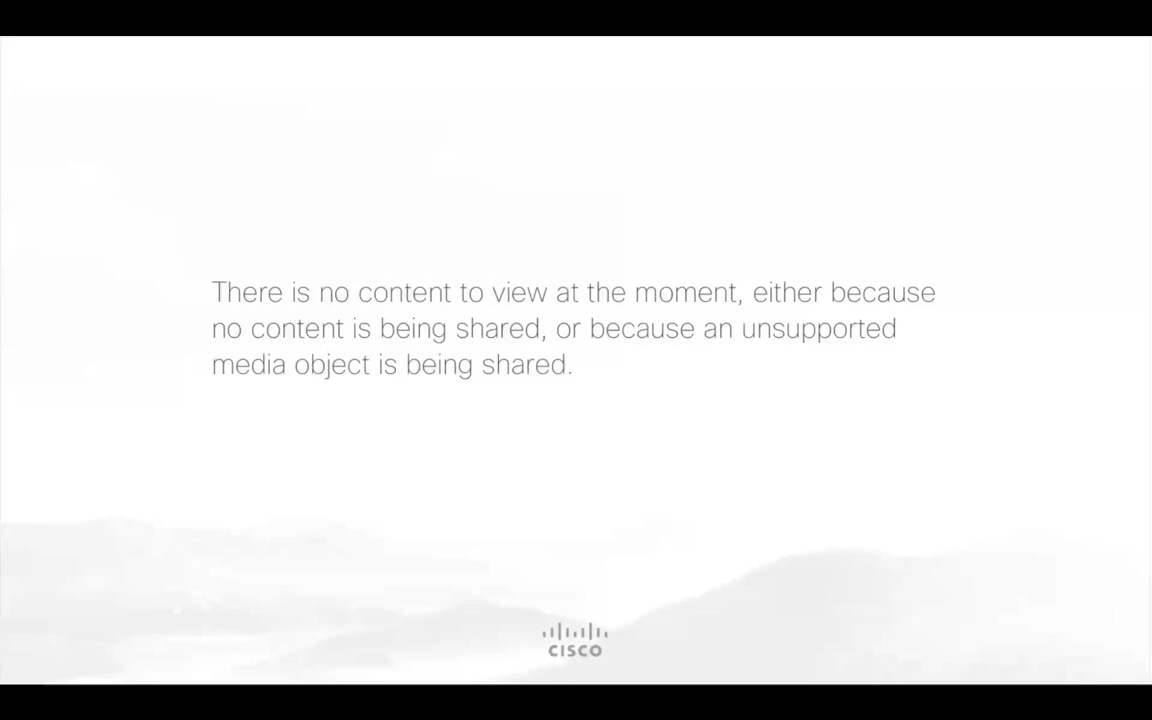 There is no content to view at the moment, either because
no content is being shared, or because an unsupported
media object is being shared.
CISCO